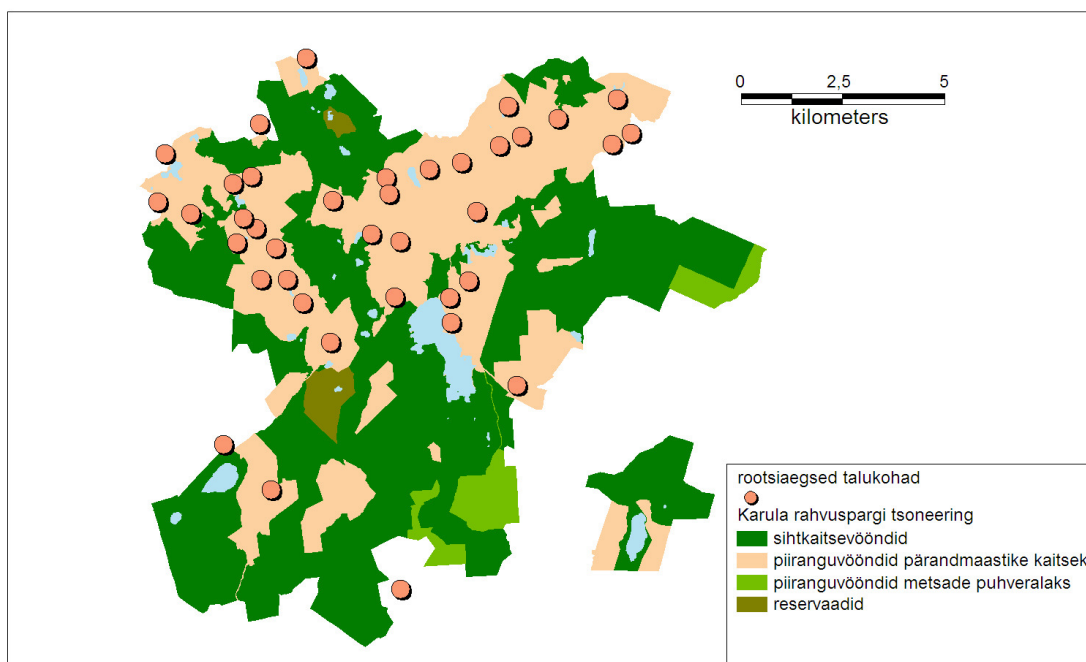 0 2,5 5
kilometers
rootsiaegsed talukohad
Karula rahvuspargi tsoneering
sihtkaitsevööndid
piiranguvööndid pärandmaastike kaitsek
piiranguvööndid metsade puhveralaks
reservaadid